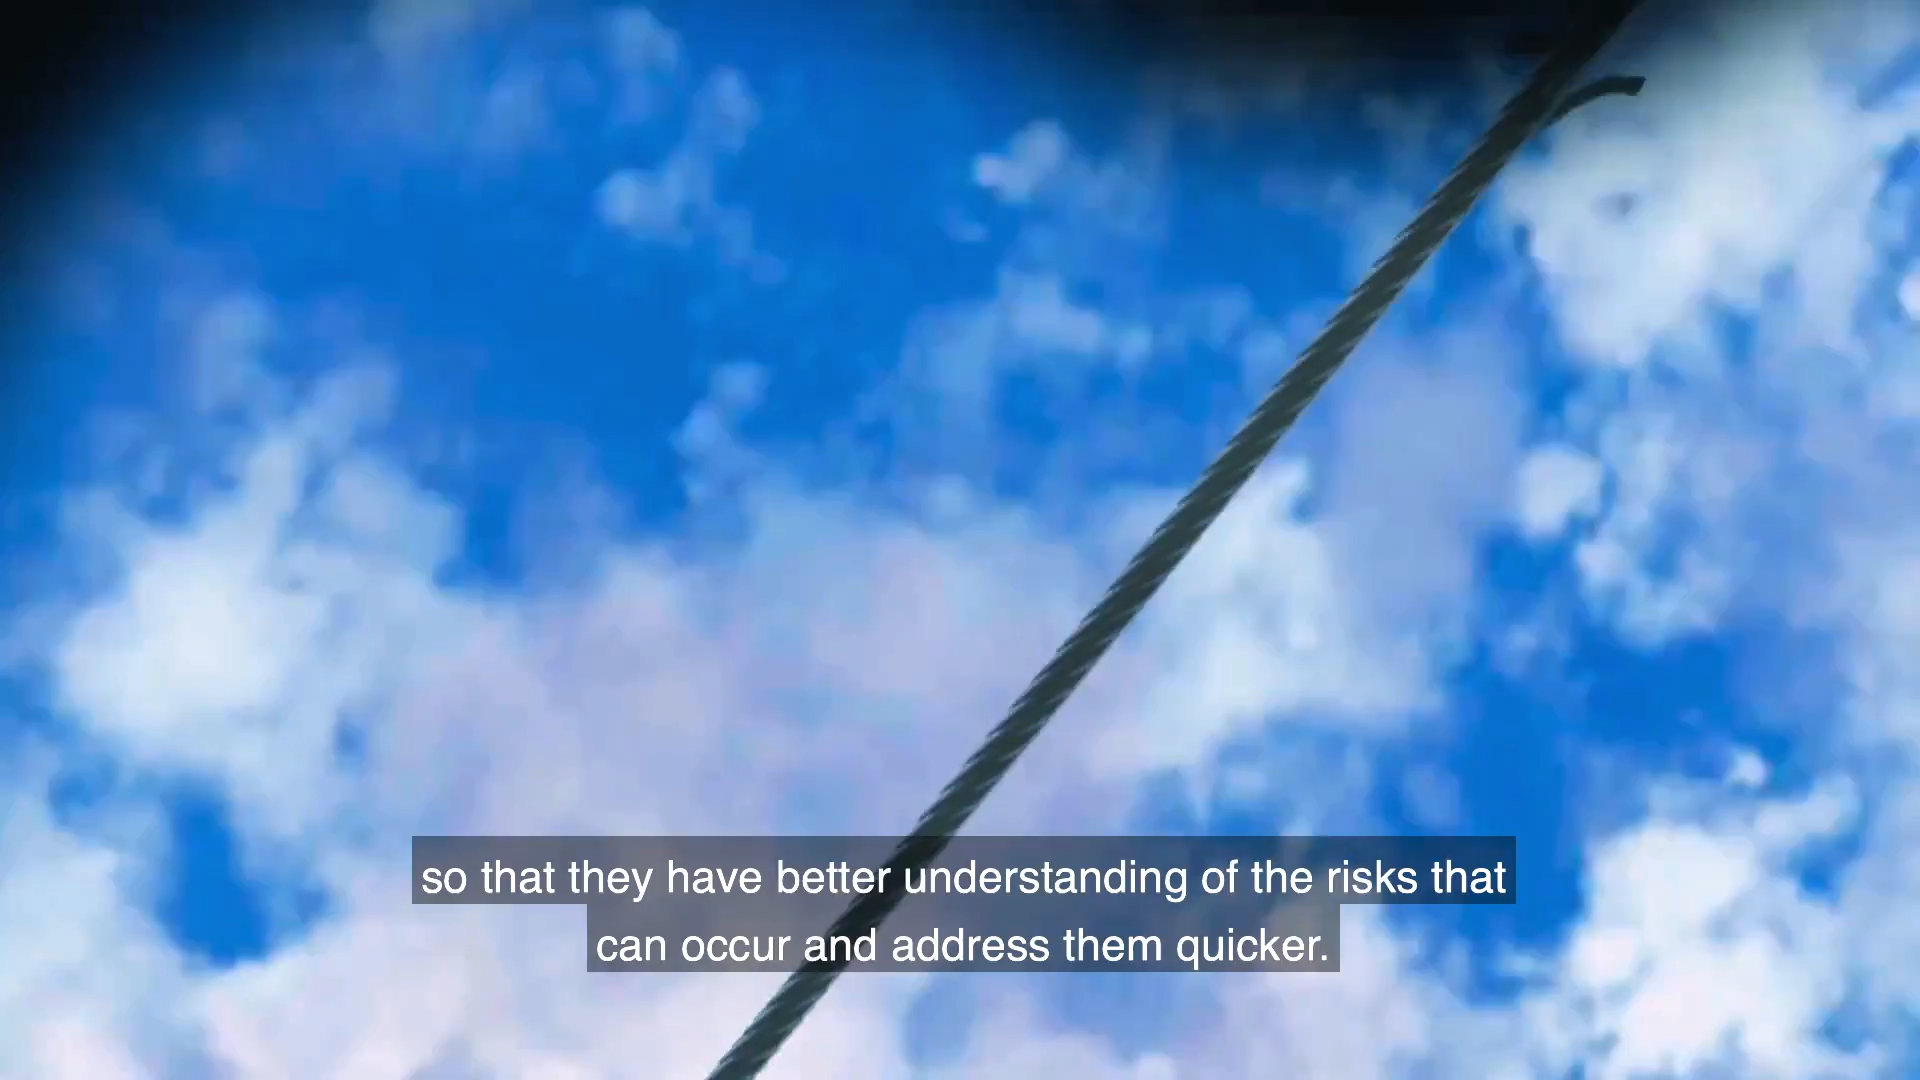 so that they have better understanding of the risks that
can occur and address them quicker.